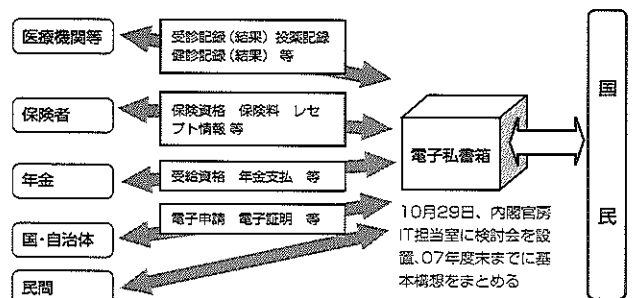 医療機関等
受診記録(結果) 投薬記録
健診記録(結果) 等
保険者
保険資格 保険料 レセ
プト情報 等
年金
受給資格 年金支払 等
国・自治体
電子申請 電子証明 等
民間
電子私書箱
10月29日、内閣官房
IT担当室に検討会を設
置、07年度末までに基
本構想をまとめる
国
民